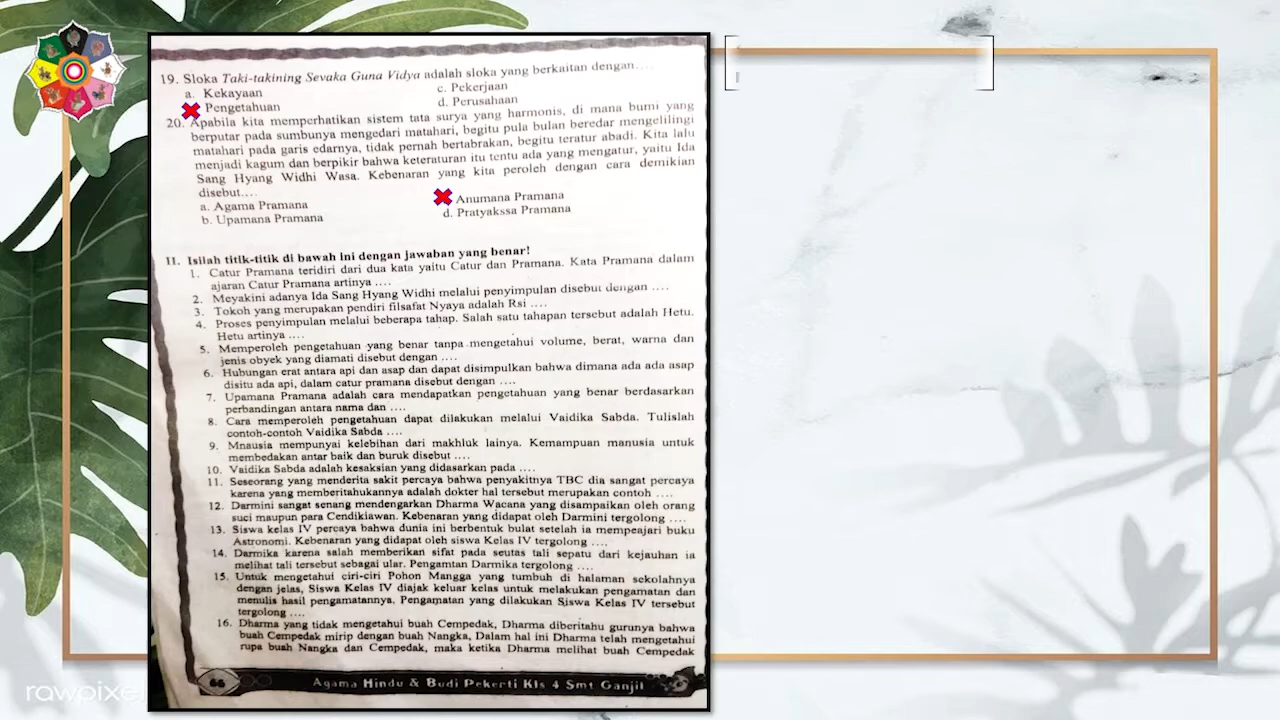 19. Sloka Taki-takining Sevaka Guna Vidya adalah sloka yang berkaitan dengan....
a. Kekayaan
c. Pekerjaan
Pengetahuan
d. Perusahaan
20. Apabila kita memperhatikan sistem tata surya yang harmonis, di mana bumi yang
berputar pada sumbunya mengedari matahari, begitu pula bulan beredar mengelilingi
matahari pada garis edarnya, tidak pernah bertabrakan, begitu teratur abadi. Kita lalu
menjadi kagum dan berpikir bahwa keteraturan itu tentu ada yang mengatur, yaitu Ida
Sang Hyang Widhi Wasa. Kebenaran yang kita peroleh dengan cara demikian
disebut....
a. Agama Pramana
Anumana Pramana
b. Upamana Pramana
d. Pratyakssa Pramana
11. Isilah titik-titik di bawah ini dengan jawaban yang benar!
1. Catur Pramana teridiri dari dua kata yaitu Catur dan Pramana. Kata Pramana dalam
ajaran Catur Pramana artinya ....
2. Meyakini adanya Ida Sang Hyang Widhi melalui penyimpulan disebut dengan ....
3. Tokoh yang merupakan pendiri filsafat Nyaya adalah Rsi ....
4. Proses penyimpulan melalui beberapa tahap. Salah satu tahapan tersebut adalah Hetu.
Hetu artinya ....
5. Memperoleh pengetahuan yang benar tanpa mengetahui volume, berat, warna dan
jenis obyek yang diamati disebut dengan ....
6. Hubungan erat antara api dan asap dan dapat disimpulkan bahwa dimana ada ada asap
disitu ada api, dalam catur pramana disebut dengan ....
7. Upamana Pramana adalah cara mendapatkan pengetahuan yang benar berdasarkan
perbandingan antara nama dan ....
8. Cara memperoleh pengetahuan dapat dilakukan melalui Vaidika Sabda. Tulislah
contoh-contoh Vaidika Sabda ....
9. Mnausia mempunyai kelebihan dari makhluk lainya. Kemampuan manusia untuk
membedakan antar baik dan buruk disebut ....
10. Vaidika Sabda adalah kesaksian yang didasarkan pada ....
11. Seseorang yang menderita sakit percaya bahwa penyakitnya TBC dia sangat percaya
karena yang memberitahukannya adalah dokter hal tersebut merupakan contoh ....
12. Darmini sangat senang mendengarkan Dharma Wacana yang disampaikan oleh orang
suci maupun para Cendikiawan. Kebenaran yang didapat oleh Darmini tergolong ....
13. Siswa kelas IV percaya bahwa dunia ini berbentuk bulat setelah ia mempeajari buku
Astronomi. Kebenaran yang didapat oleh siswa Kelas IV tergolong ....
14. Darmika karena salah memberikan sifat pada seutas tali sepatu dari kejauhan ia
melihat tali tersebut sebagai ular. Pengamtan Darmika tergolong ....
15. Untuk mengetahui ciri-ciri Pohon Mangga yang tumbuh di halaman sekolahnya
dengan jelas, Siswa Kelas IV diajak keluar kelas untuk melakukan pengamatan dan
menulis hasil pengamatannya. Pengamatan yang dilakukan Siswa Kelas IV tersebut
tergolong ....
16. Dharma yang tidak mengetahui buah Cempedak, Dharma diberitahu gurunya bahwa
buah Cempedak mirip dengan buah Nangka, Dalam hal ini Dharma telah mengetahui
rupa buah Nangka dan Cempedak, maka ketika Dharma melihat buah Cempedak
66 Agama Hindu & Budi Pekerti Kls 4 Smt Ganjil
rawpixel